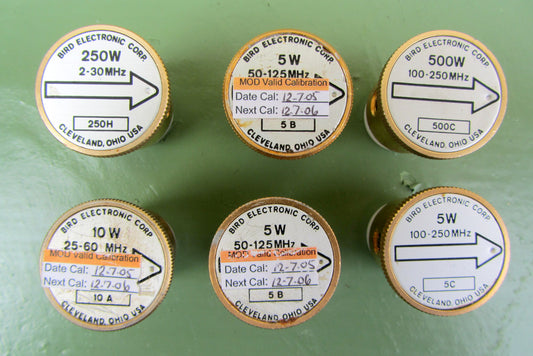 BIRD ELECTRONIC CORP.
250W
2-30MHz
250H
CLEVELAND, OHIO USA
BIRD ELECTRONIC CORP.
5W
50-125MHz
MOD Valid Calibration
Date Cal: 12-7-05
Next Cal: 12.7.06
5 B
CLEVELAND, OHIO USA
BIRD ELECTRONIC CORP.
500W
100-250MHz
500C
CLEVELAND, OHIO USA
BIRD ELECTRONIC CORP.
10W
25-60 MHz
MOD Valid Calibration
Date Cal: 12-7-05
Next Cal: 12.7.06
10 A
CLEVELAND, OHIO USA
BIRD ELECTRONIC CORP.
5W
50-125MHz
MOD Valid Calibration
Date Cal: 12-7-05
Next Cal: 12.7.06
5 B
CLEVELAND, OHIO USA
BIRD ELECTRONIC CORP.
5W
100-250MHz
5C
CLEVELAND, OHIO USA